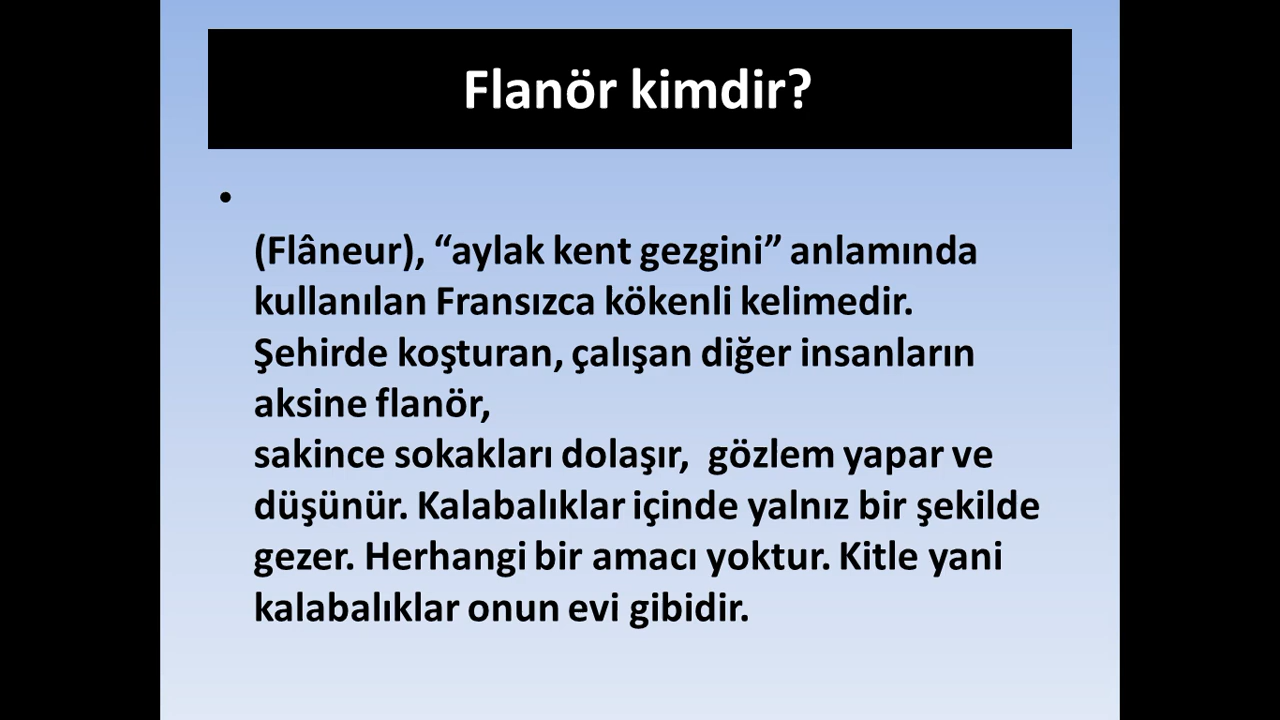 Flanör kimdir?
•
(Flâneur), “aylak kent gezgini” anlamında
kullanılan Fransızca kökenli kelimedir.
Şehirde koşturan, çalışan diğer insanların
aksine flanör,
sakince sokakları dolaşır,  gözlem yapar ve
düşünür. Kalabalıklar içinde yalnız bir şekilde
gezer. Herhangi bir amacı yoktur. Kitle yani
kalabalıklar onun evi gibidir.